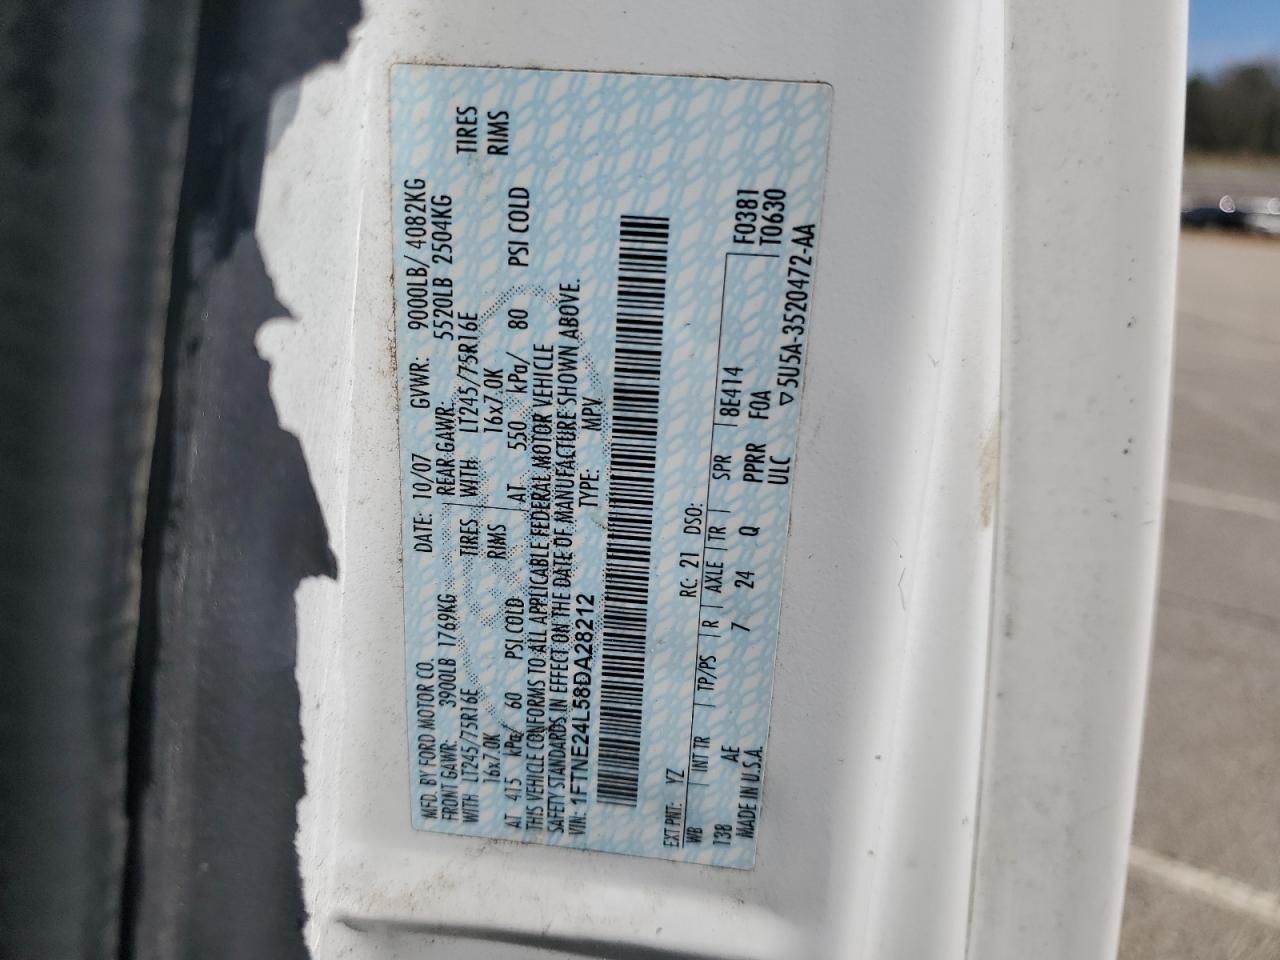 MFD. BY FORD MOTOR CO. DATE: 10/07 GVWR: 9000LB/ 4082KG
FRONT GAWR: 3900LB 1769KG REAR GAWR: 5520LB 2504KG
WITH LT245/75R16E TIRES WITH LT245/75R16E TIRES
16x7.0K RIMS 16x7.0K RIMS
AT 415 kPa/ 60 PSI COLD AT 550 kPa/ 80 PSI COLD
THIS VEHICLE CONFORMS TO ALL APPLICABLE FEDERAL MOTOR VEHICLE
SAFETY STANDARDS IN EFFECT ON THE DATE OF MANUFACTURE SHOWN ABOVE.
VIN: 1FTNE24L58DA28212 TYPE: MPV
EXT PNT: YZ RC: 21 DSO:
WB INT TR TP/PS R AXLE TR SPR 8E414 F0381
138 AE 7 24 Q PPRR FOA T0630
MADE IN U.S.A. ULC ▽5U5A-3520472-AA